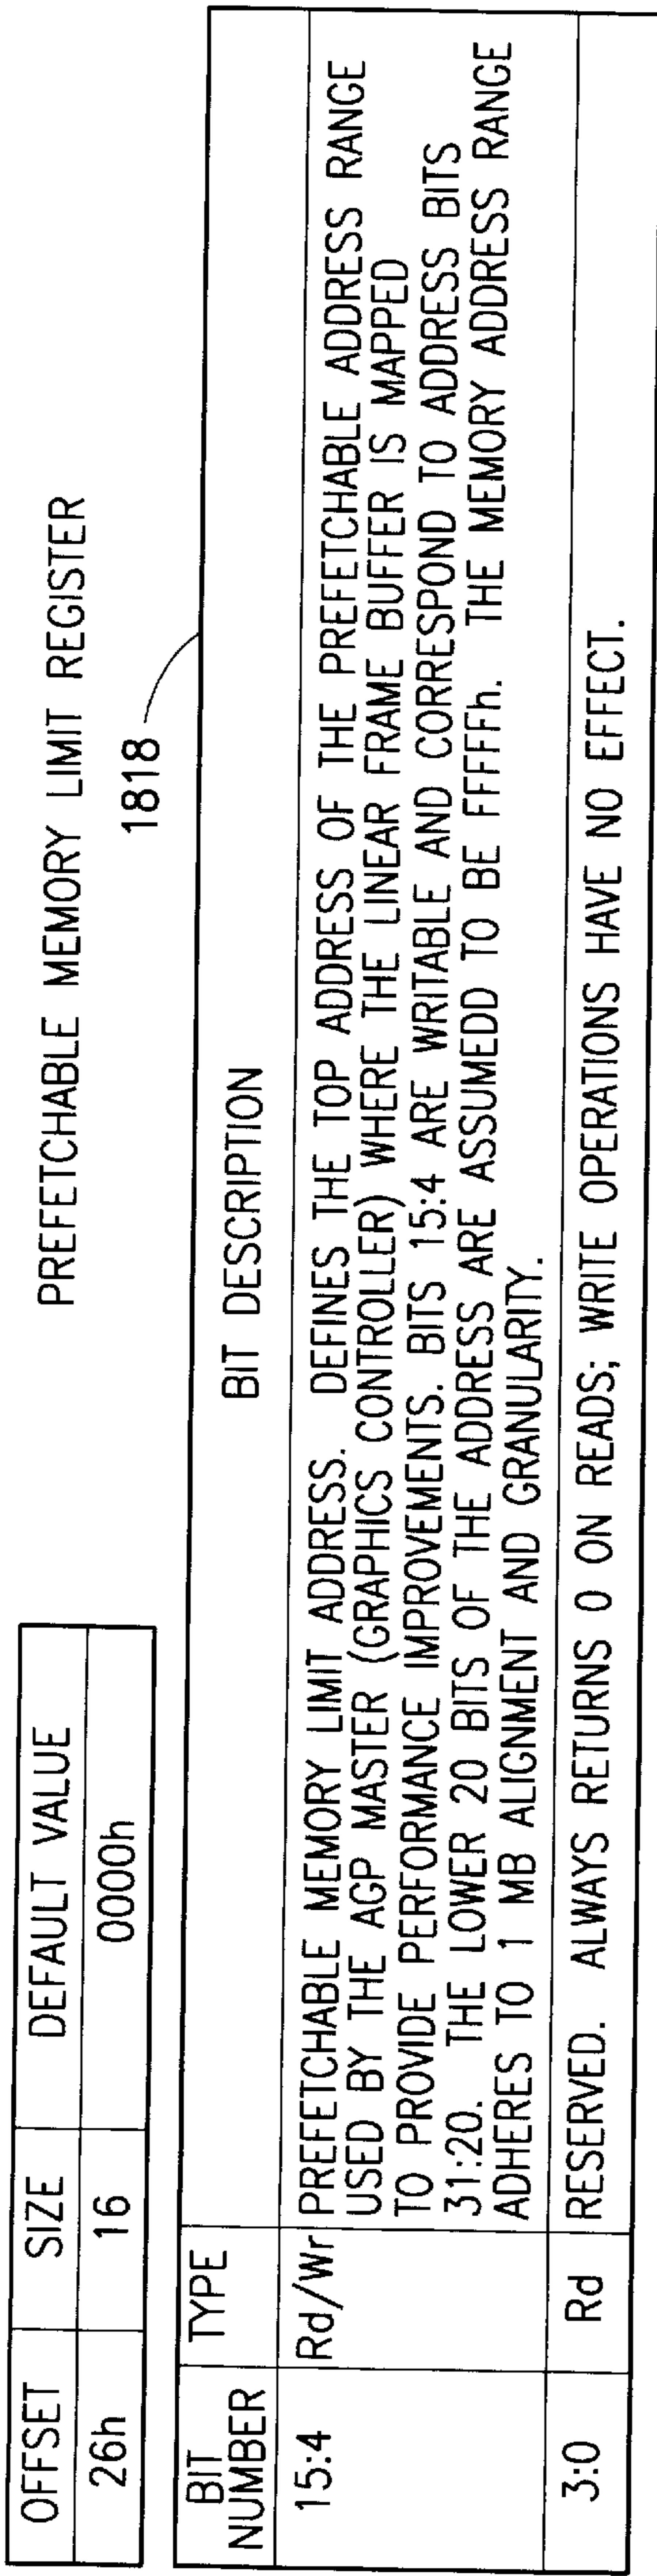 PREFETCHABLE MEMORY LIMIT REGISTER
OFFSET SIZE DEFAULT VALUE
26h 16 0000h
1818
BIT NUMBER TYPE BIT DESCRIPTION
15:4 Rd/Wr PREFETCHABLE MEMORY LIMIT ADDRESS. DEFINES THE TOP ADDRESS OF THE PREFETCHABLE ADDRESS RANGE
USED BY THE AGP MASTER (GRAPHICS CONTROLLER) WHERE THE LINEAR FRAME BUFFER IS MAPPED
TO PROVIDE PERFORMANCE IMPROVEMENTS. BITS 15:4 ARE WRITABLE AND CORRESPOND TO ADDRESS BITS
31:20. THE LOWER 20 BITS OF THE ADDRESS ARE ASSUMEDD TO BE FFFFFh. THE MEMORY ADDRESS RANGE
ADHERES TO 1 MB ALIGNMENT AND GRANULARITY.
3:0 Rd RESERVED. ALWAYS RETURNS 0 ON READS; WRITE OPERATIONS HAVE NO EFFECT.